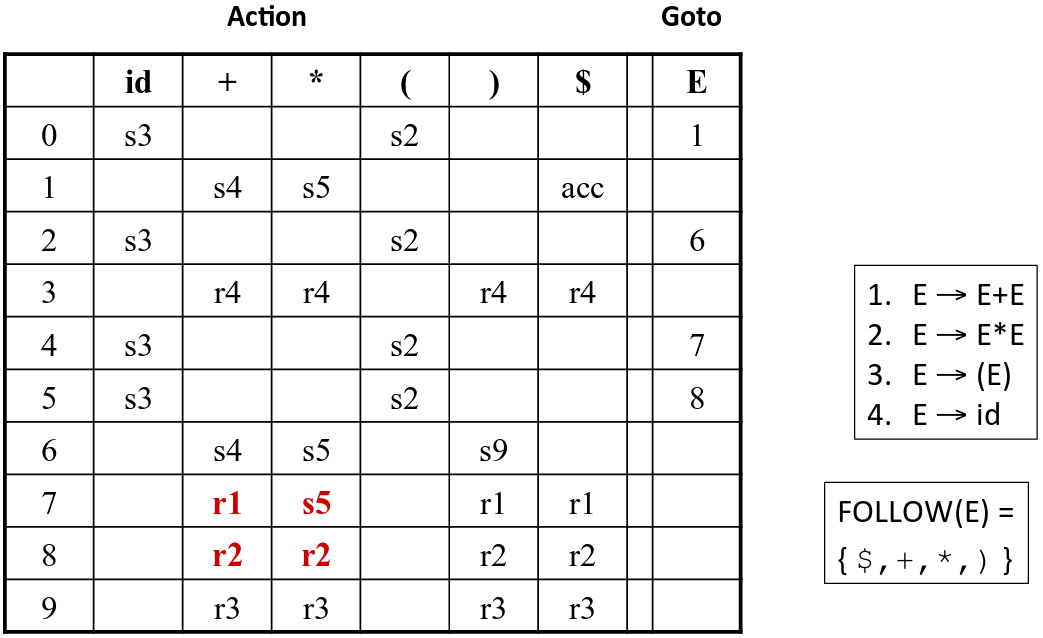 Action Goto
id + * ( ) $ E
0 s3 s2 1
1 s4 s5 acc
2 s3 s2 6
3 r4 r4 r4 r4
4 s3 s2 7
5 s3 s2 8
6 s4 s5 s9
7 r1 s5 r1 r1
8 r2 r2 r2 r2
9 r3 r3 r3 r3
1. E → E+E
2. E → E*E
3. E → (E)
4. E → id
FOLLOW(E) =
{ $, +, *, ) }